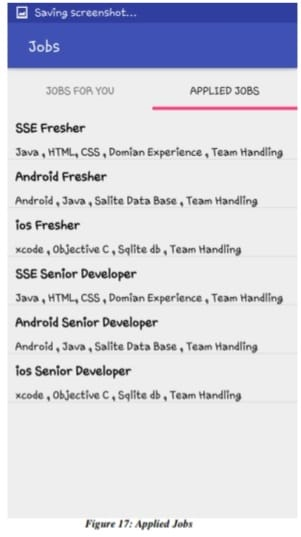 Saving screenshot...
Jobs
JOBS FOR YOU
APPLIED JOBS
SSE Fresher
Java , HTML, CSS , Domian Experience , Team Handling
Android Fresher
Android , Java , Salite Data Base , Team Handling
ios Fresher
xcode , Objective C , Sqlite db , Team Handling
SSE Senior Developer
Java , HTML, CSS , Domian Experience , Team Handling
Android Senior Developer
Android , Java , Salite Data Base , Team Handling
ios Senior Developer
xcode , Objective C , Sqlite db , Team Handling
Figure 17: Applied Jobs